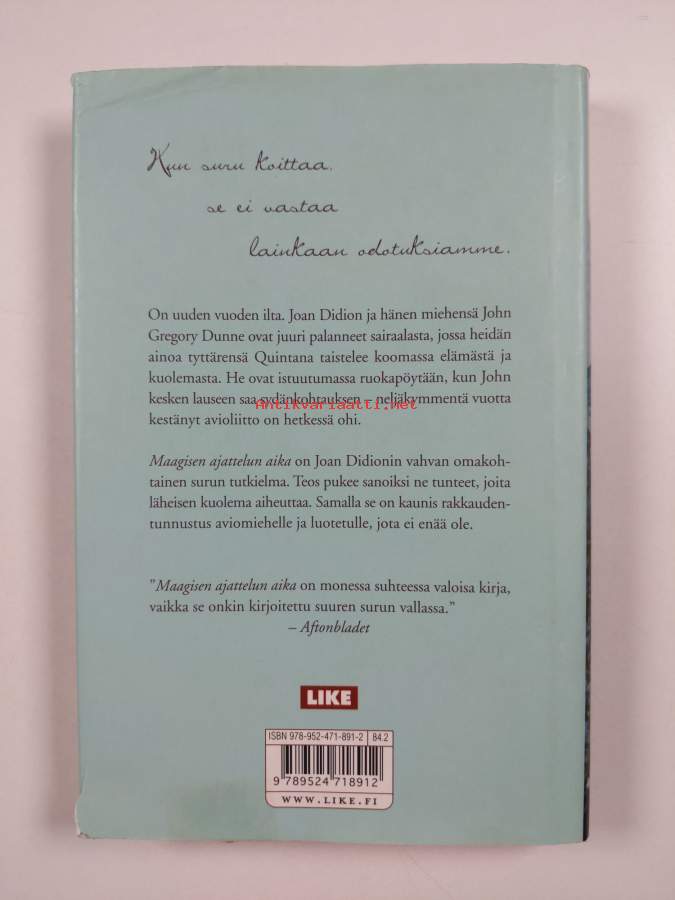 Kun suru koittaa,
se ei vastaa
lainkaan odotuksiamme.
On uuden vuoden ilta. Joan Didion ja hänen miehensä John
Gregory Dunne ovat juuri palanneet sairaalasta, jossa heidän
ainoa tyttärensä Quintana taistelee koomassa elämästä ja
kuolemasta. He ovat istuutumassa ruokapöytään, kun John
kesken lauseen saa sydänkohtauksen – neljäkymmentä vuotta
Antikvariaatti.net
kestänyt avioliitto on hetkessä ohi.
Maagisen ajattelun aika on Joan Didionin vahvan omakoh-
tainen surun tutkielma. Teos pukee sanoiksi ne tunteet, joita
läheisen kuolema aiheuttaa. Samalla se on kaunis rakkauden-
tunnustus aviomiehelle ja luotetulle, jota ei enää ole.
"Maagisen ajattelun aika on monessa suhteessa valoisa kirja,
vaikka se onkin kirjoitettu suuren surun vallassa."
– Aftonbladet
LIKE
ISBN 978-952-471-891-2 84.2
9 789524 718912
WWW.LIKE.FI